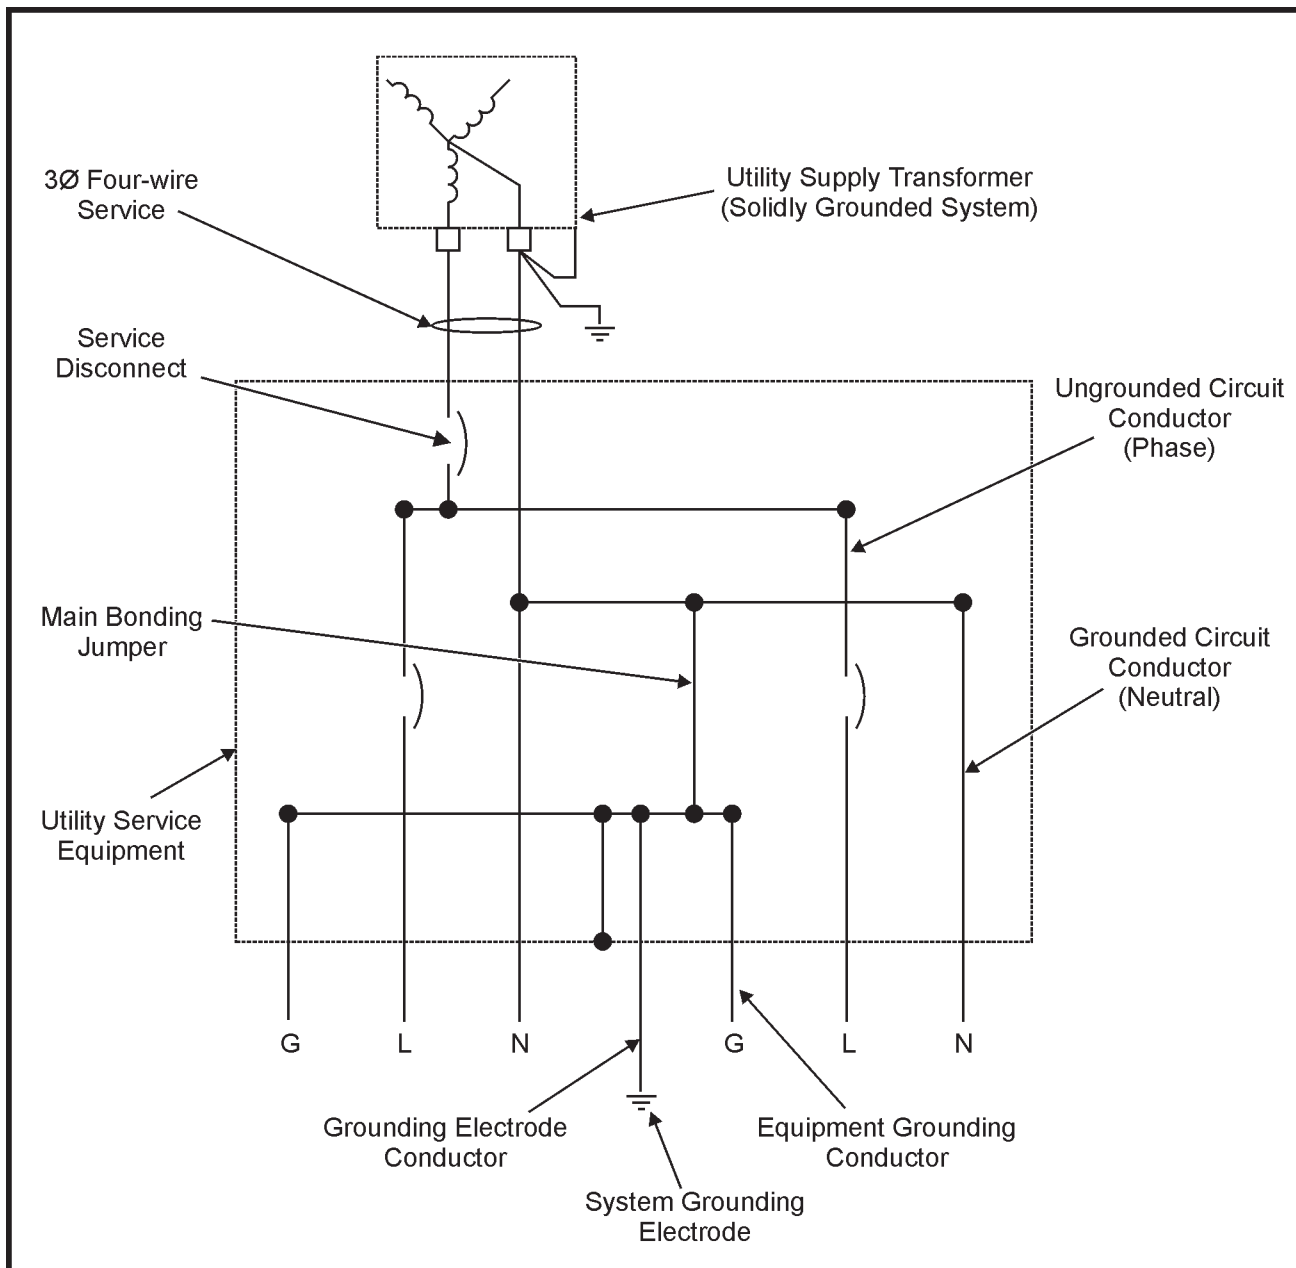 3Ø Four-wire
Service
Utility Supply Transformer
(Solidly Grounded System)
Service
Disconnect
Ungrounded Circuit
Conductor
(Phase)
Main Bonding
Jumper
Grounded Circuit
Conductor
(Neutral)
Utility Service
Equipment
G L N G L N
Grounding Electrode
Conductor
Equipment Grounding
Conductor
System Grounding
Electrode